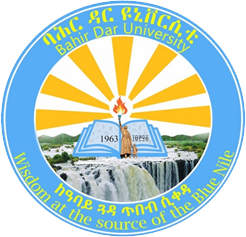 ባሕር ዳር ዩኒቨርሲቲ
Bahir Dar University
1963
ከዓባይ ጓዳ ጥበብ ሲቀዳ
Wisdom at the source of the Blue Nile